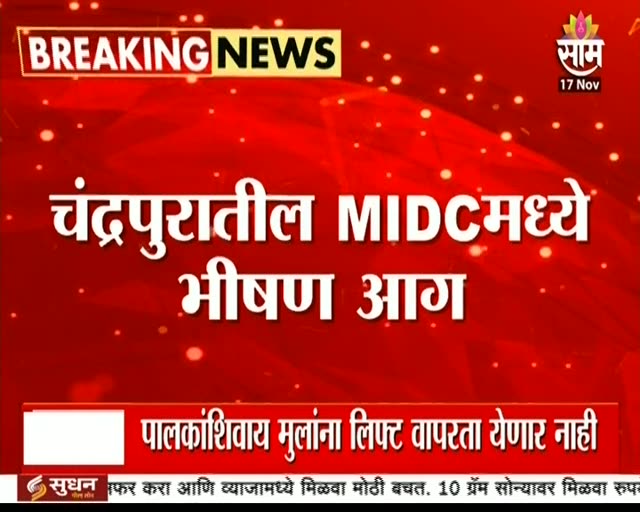 BREAKING NEWS
साम
17 Nov
चंद्रपुरातील MIDCमध्ये
भीषण आग
पालकांशिवाय मुलांना लिफ्ट वापरता येणार नाही
सुधन
गोल्ड लोन
करा आणि व्याजामध्ये मिळवा मोठी बचत. 10 ग्रॅम सोन्यावर मिळवा